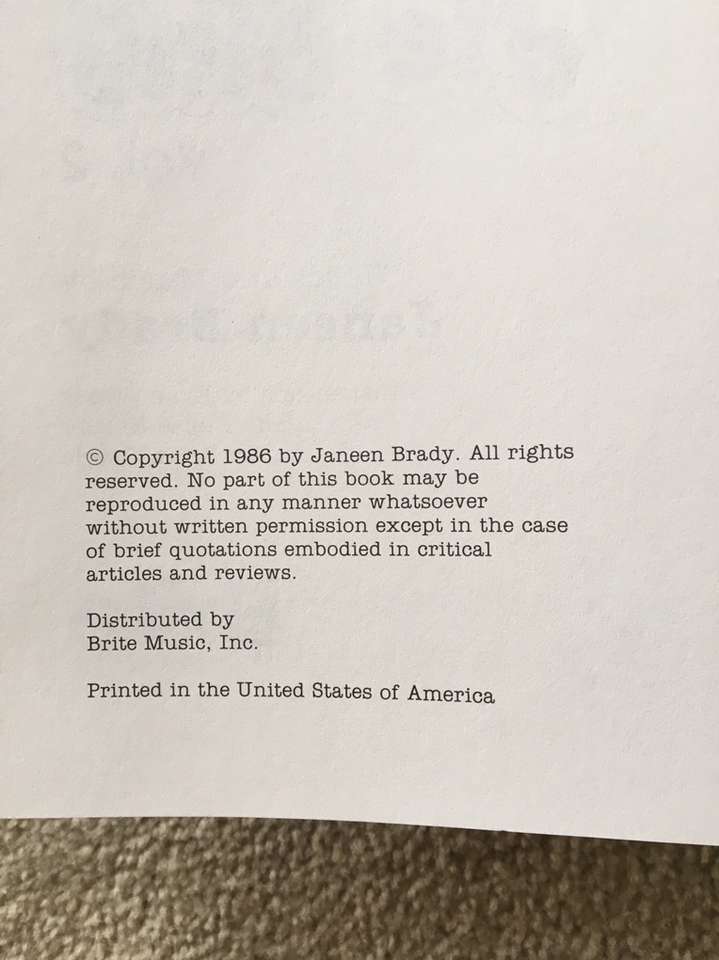 © Copyright 1986 by Janeen Brady. All rights
reserved. No part of this book may be
reproduced in any manner whatsoever
without written permission except in the case
of brief quotations embodied in critical
articles and reviews.
Distributed by
Brite Music, Inc.
Printed in the United States of America